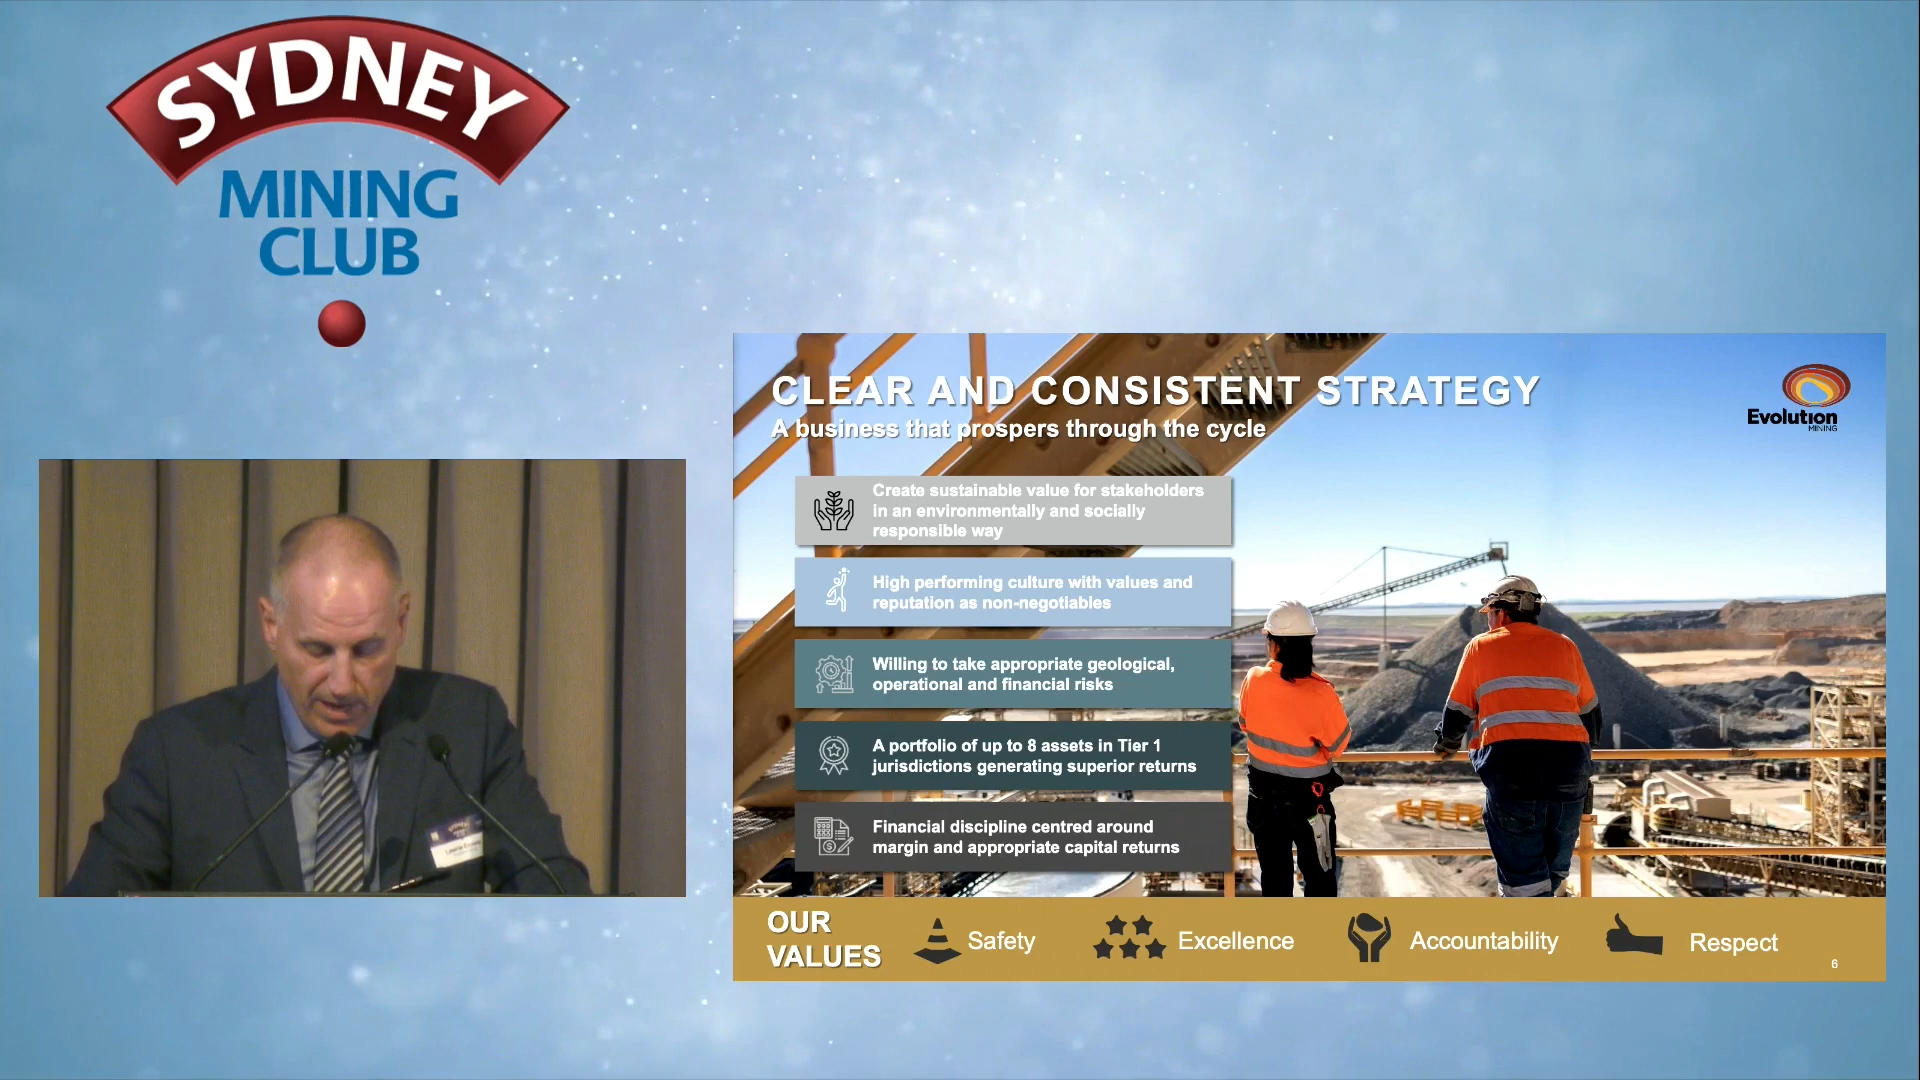 SYDNEY
MINING
CLUB
CLEAR AND CONSISTENT STRATEGY
A business that prospers through the cycle
Evolution
MINING
Create sustainable value for stakeholders
in an environmentally and socially
responsible way
High performing culture with values and
reputation as non-negotiables
Willing to take appropriate geological,
operational and financial risks
A portfolio of up to 8 assets in Tier 1
jurisdictions generating superior returns
Financial discipline centred around
margin and appropriate capital returns
OUR
VALUES
Safety
Excellence
Accountability
Respect
6